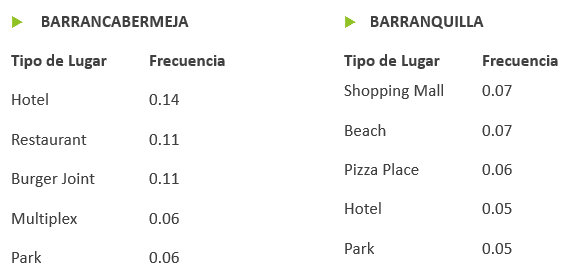 BARRANCABERMEJA
Tipo de Lugar Frecuencia
Hotel 0.14
Restaurant 0.11
Burger Joint 0.11
Multiplex 0.06
Park 0.06
BARRANQUILLA
Tipo de Lugar Frecuencia
Shopping Mall 0.07
Beach 0.07
Pizza Place 0.06
Hotel 0.05
Park 0.05